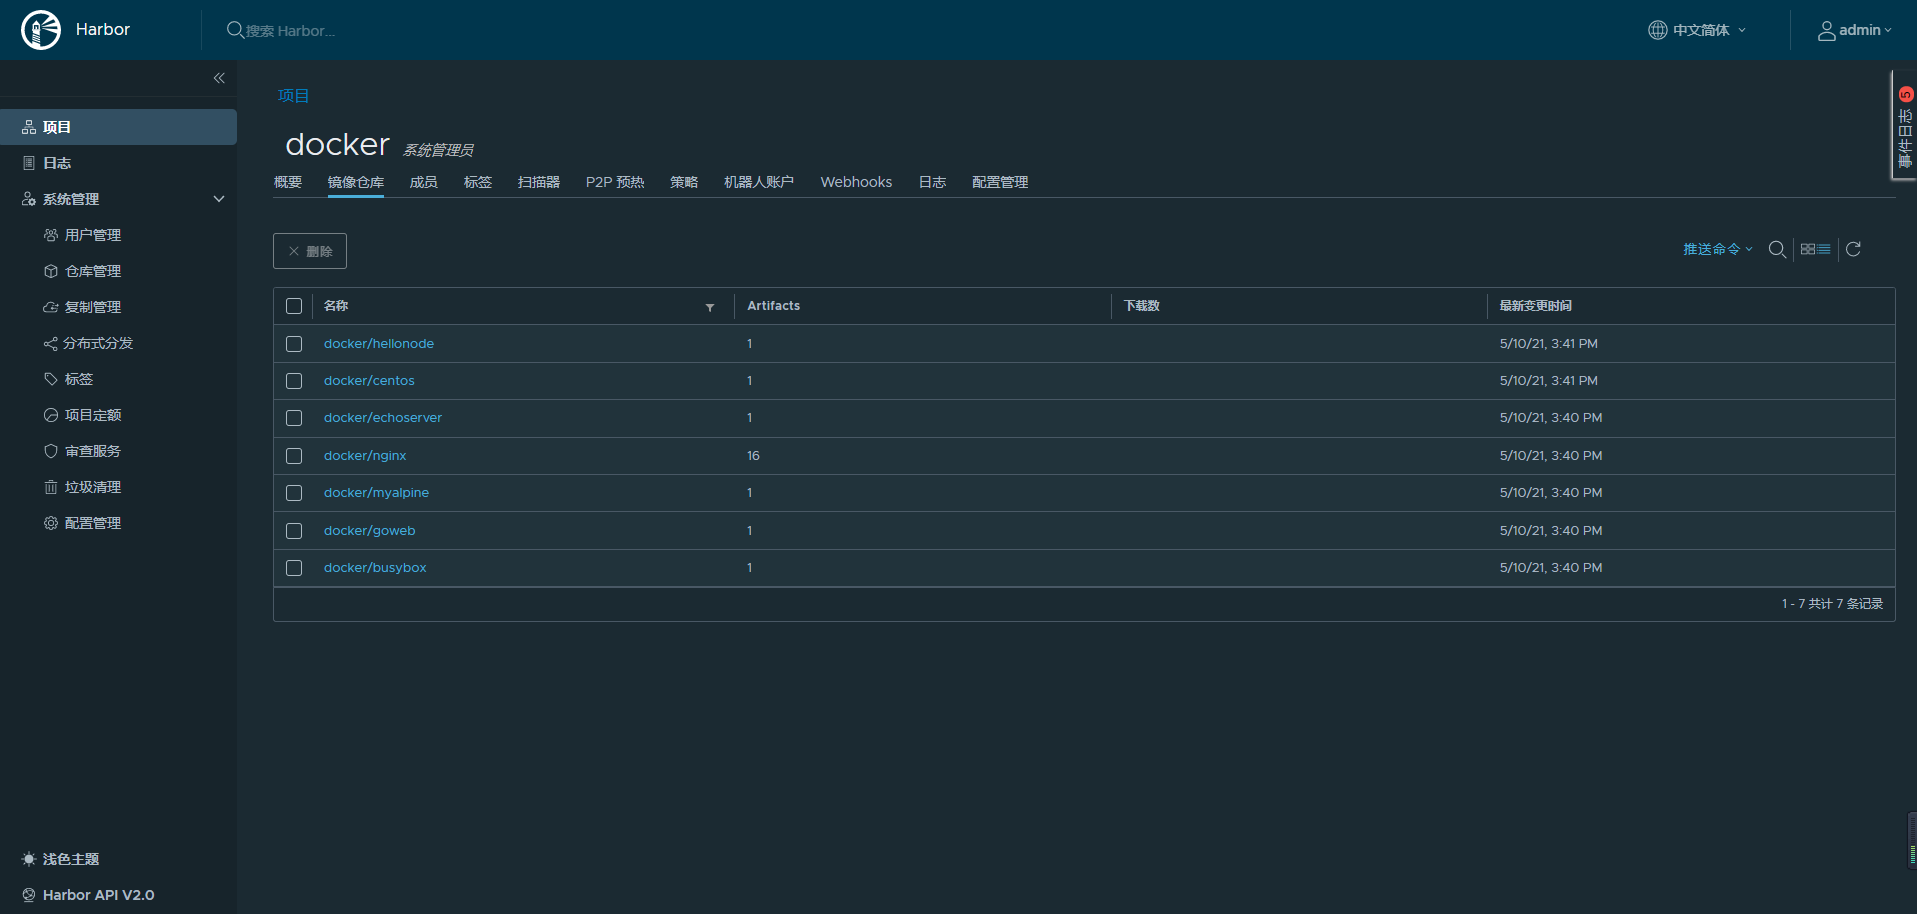 Harbor
搜索 Harbor...
中文简体
admin
事件日志 5
项目
日志
系统管理
用户管理
仓库管理
复制管理
分布式分发
标签
项目定额
审查服务
垃圾清理
配置管理
浅色主题
Harbor API V2.0
项目
docker 系统管理员
概要 镜像仓库 成员 标签 扫描器 P2P 预热 策略 机器人账户 Webhooks 日志 配置管理
删除
推送命令
名称 Artifacts 下载数 最新变更时间
docker/hellonode 1 5/10/21, 3:41 PM
docker/centos 1 5/10/21, 3:41 PM
docker/echoserver 1 5/10/21, 3:40 PM
docker/nginx 16 5/10/21, 3:40 PM
docker/myalpine 1 5/10/21, 3:40 PM
docker/goweb 1 5/10/21, 3:40 PM
docker/busybox 1 5/10/21, 3:40 PM
1 - 7 共计 7 条记录